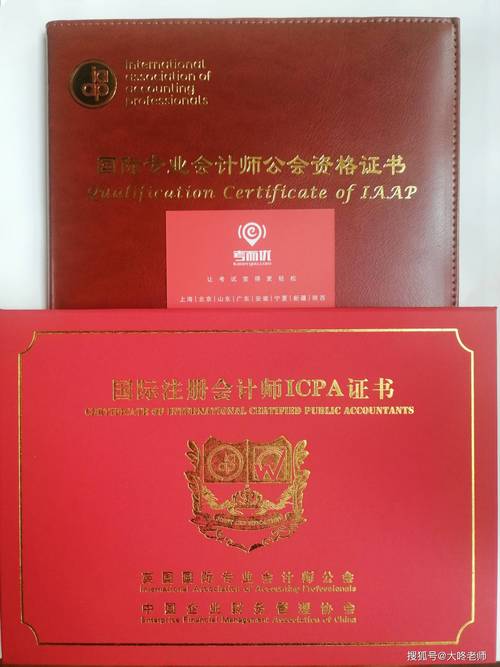 international
association of
accounting
professionals
国际专业会计师公会资格证书
Qualification Certificate of IAAP
考而优
让考试变得更轻松
上海|北京|山东|广东|安徽|宁夏|新疆|陕西
国际注册会计师ICPA证书
CERTIFICATE OF INTERNATIONAL CERTIFIED PUBLIC ACCOUNTANTS
英国国际专业会计师公会
International Association of Accounting Professionals
中国企业财务管理协会
Enterprise Financial Management Association of China
搜狐号@大咯老师